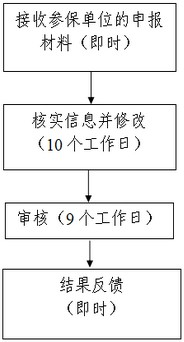 接收参保单位的申报
材料（即时）
核实信息并修改
（10个工作日）
审核（9个工作日）
结果反馈
（即时）